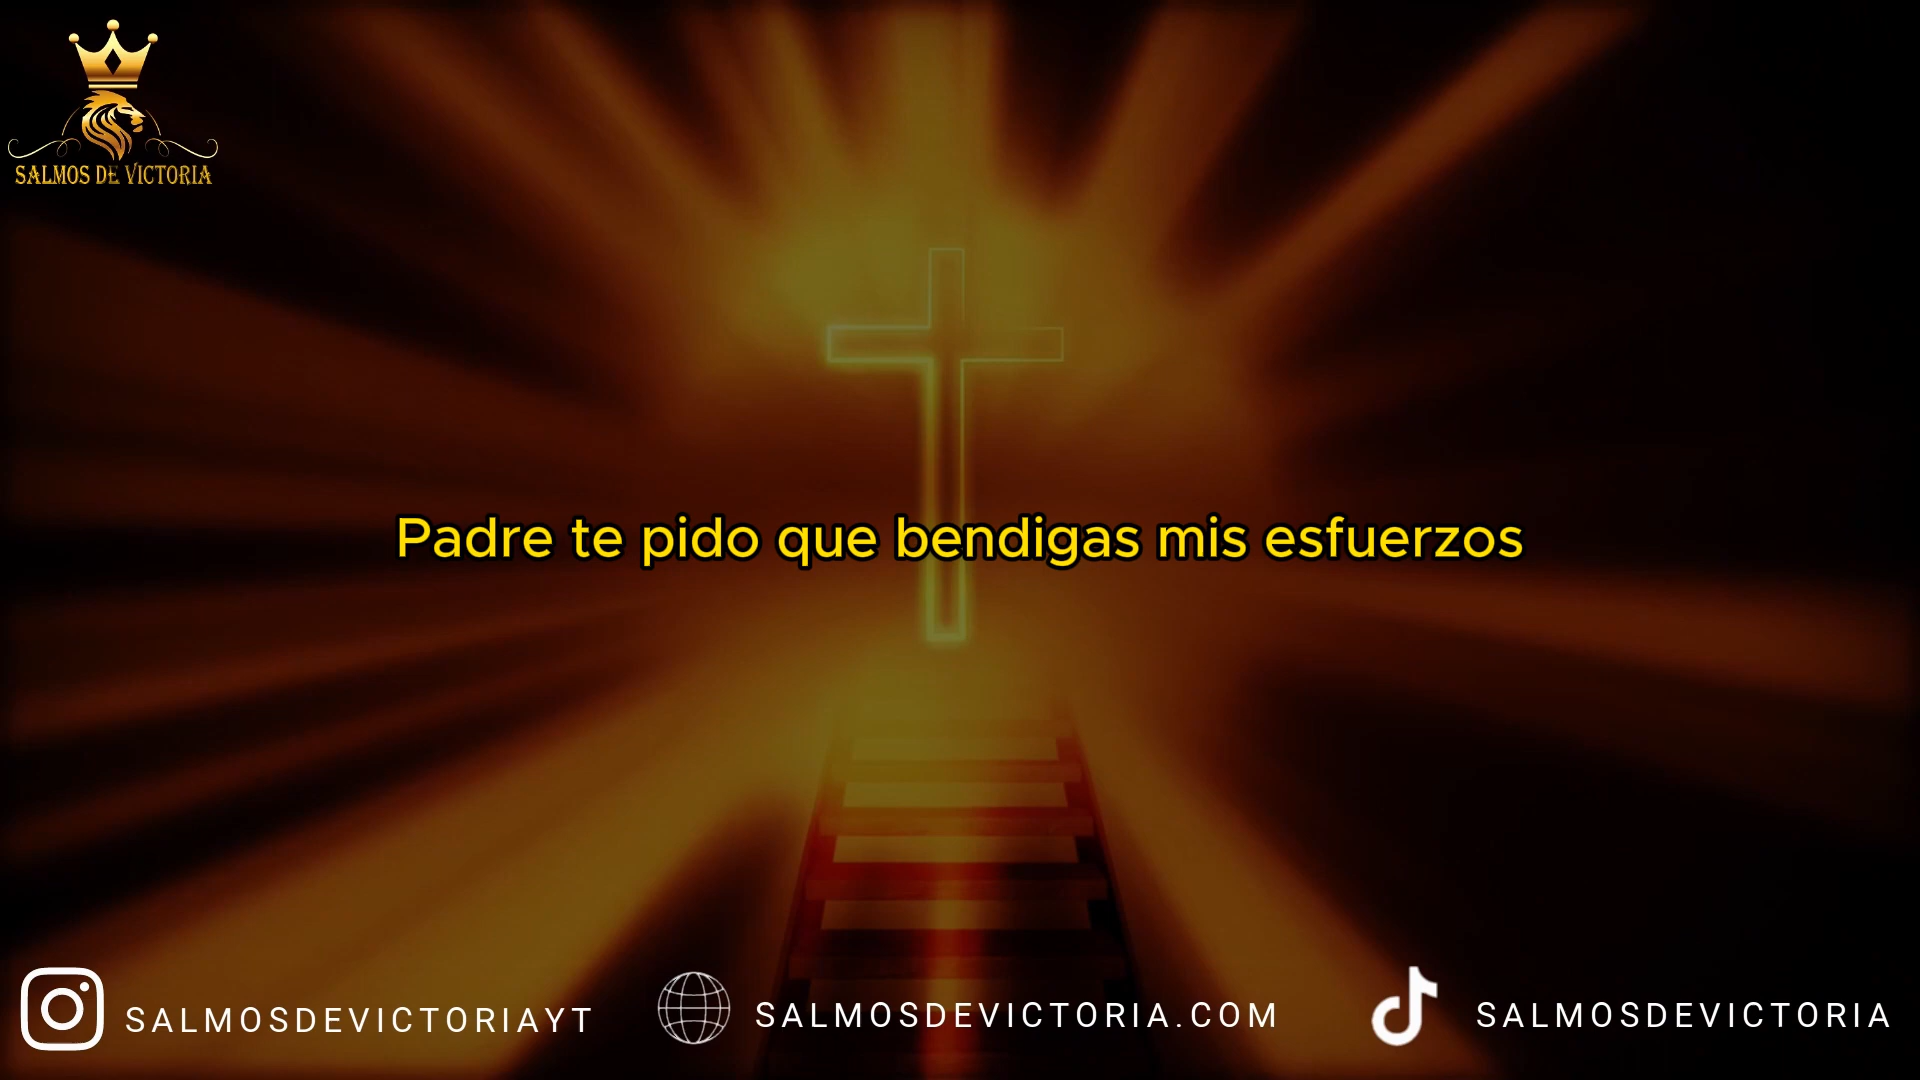 SALMOS DE VICTORIA
Padre te pido que bendigas mis esfuerzos
SALMOSDEVICTORIAYT
SALMOSDEVICTORIA.COM
SALMOSDEVICTORIA